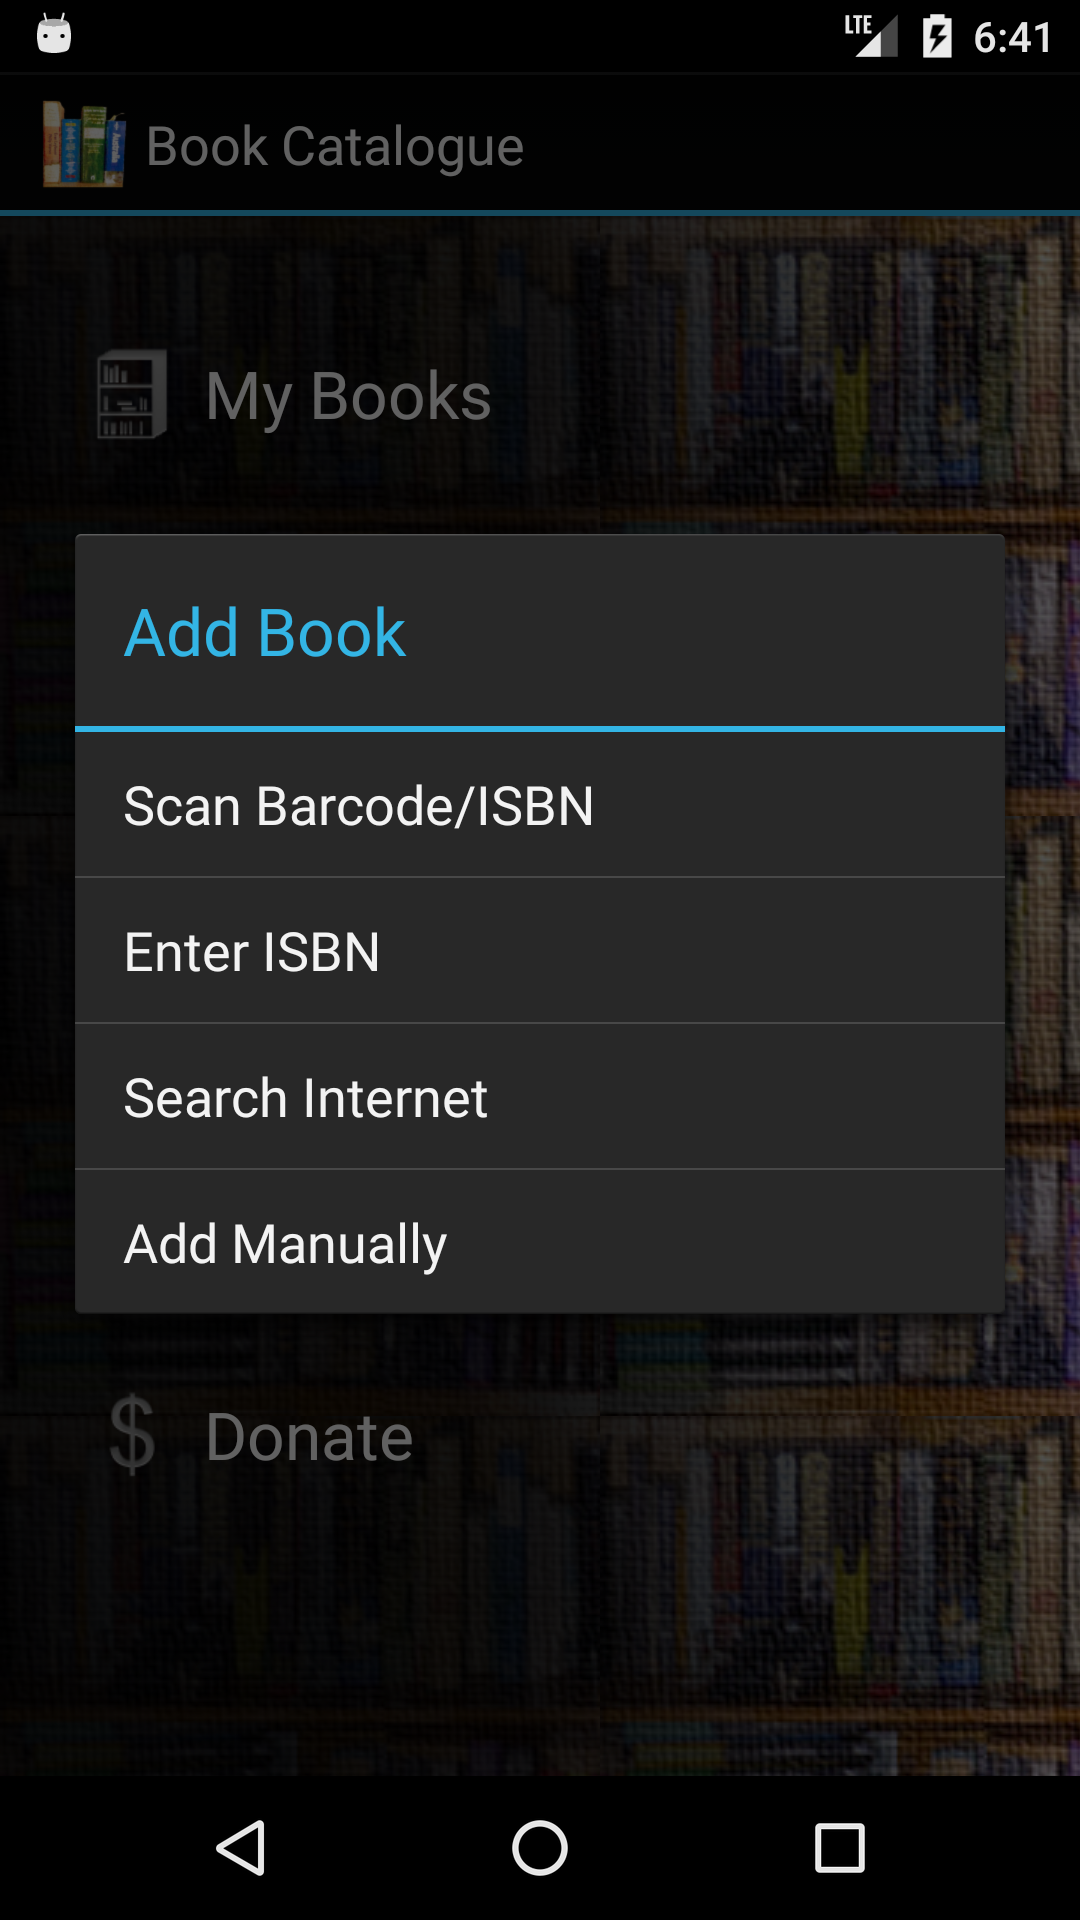 LTE 6:41
Book Catalogue
My Books
Add Book
Scan Barcode/ISBN
Enter ISBN
Search Internet
Add Manually
$ Donate